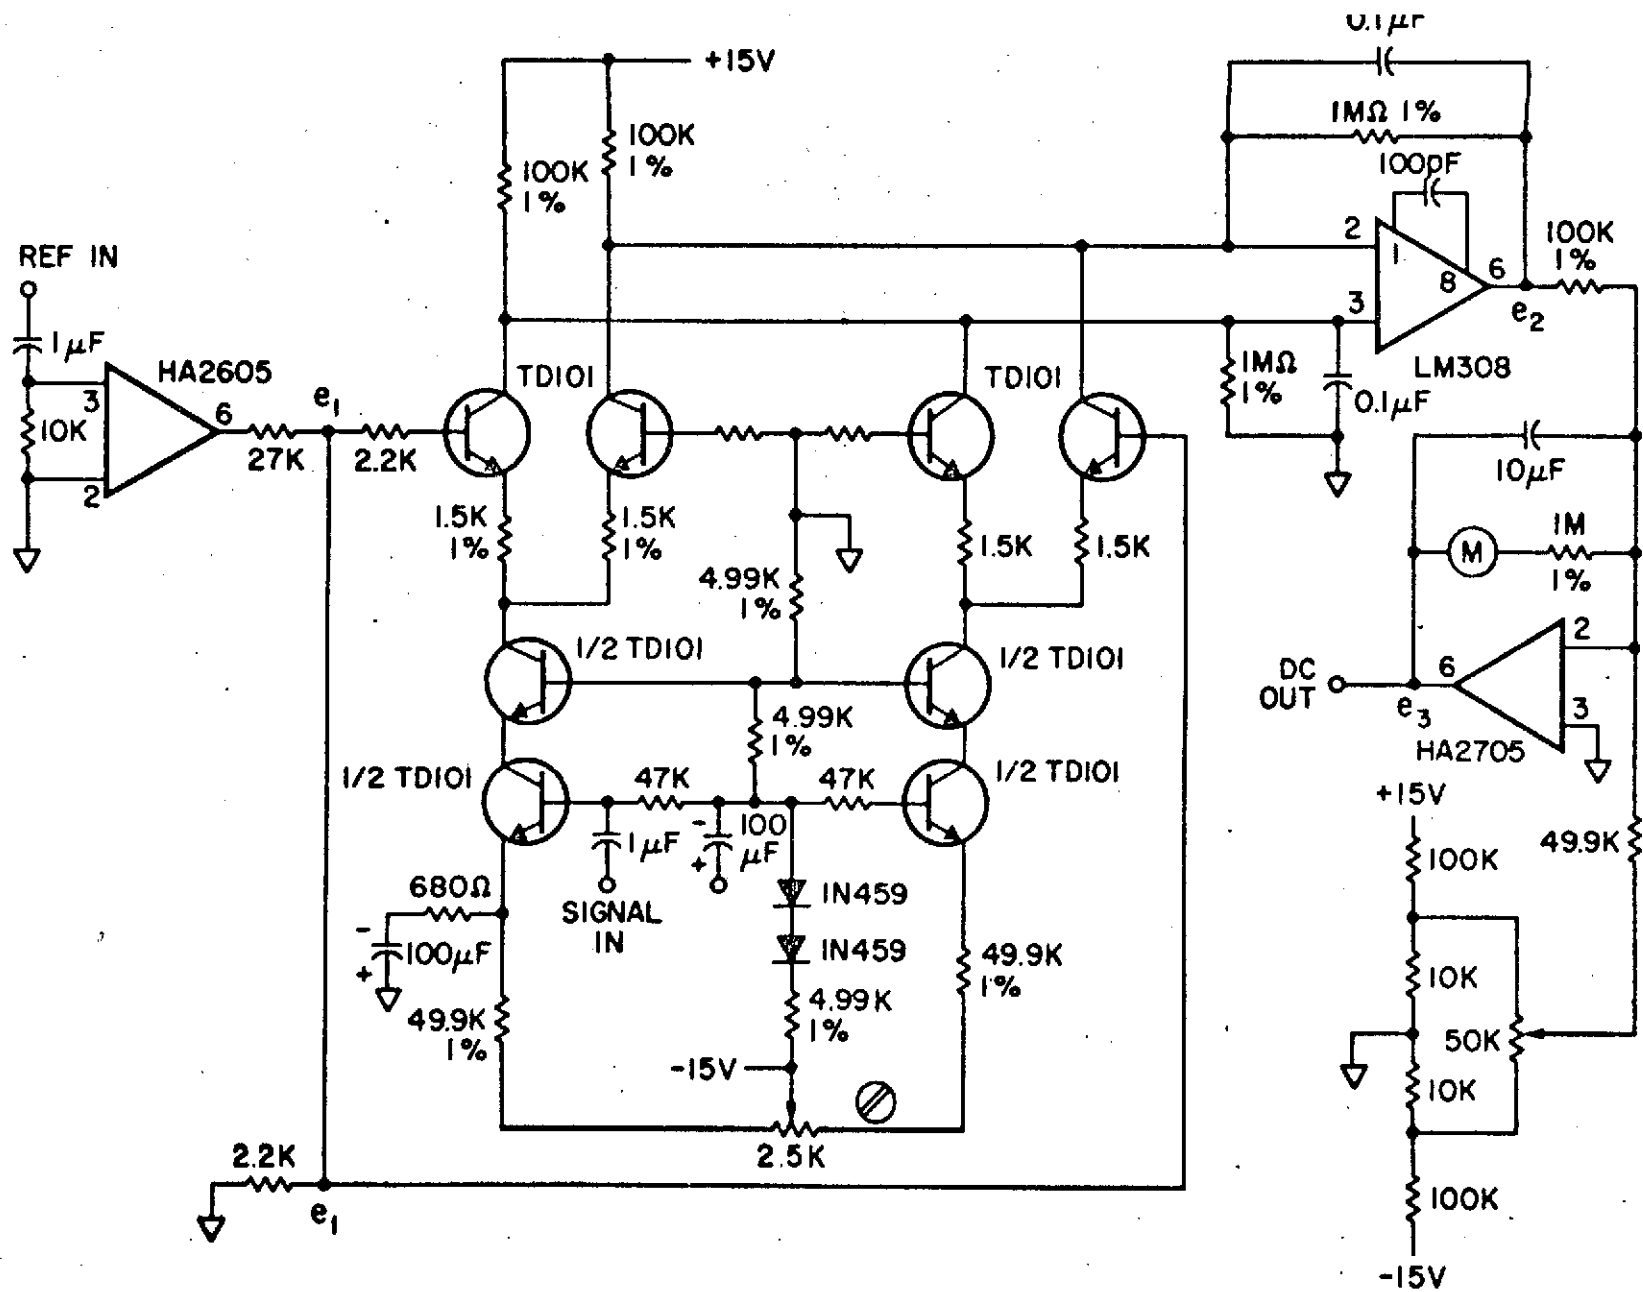 0.1μF
+15V
1MΩ 1%
100K
1%
100K
1%
100pF
REF IN
1μF
HA2605
3
10K
2
6
27K
e1
2.2K
TD101
TD101
2
1
8
6
3
LM308
e2
100K
1%
1MΩ
1%
0.1μF
10μF
1.5K
1%
1.5K
1%
1.5K
1.5K
M
1M
1%
4.99K
1%
1/2 TD101
1/2 TD101
DC
OUT
e3
6
2
3
HA2705
4.99K
1%
1/2 TD101
1/2 TD101
47K
47K
+15V
1μF
-
+
100
μF
680Ω
SIGNAL
IN
1N459
1N459
-
+
100μF
49.9K
1%
4.99K
1%
49.9K
1%
-15V
2.5K
100K
49.9K
10K
50K
10K
100K
-15V
2.2K
e1